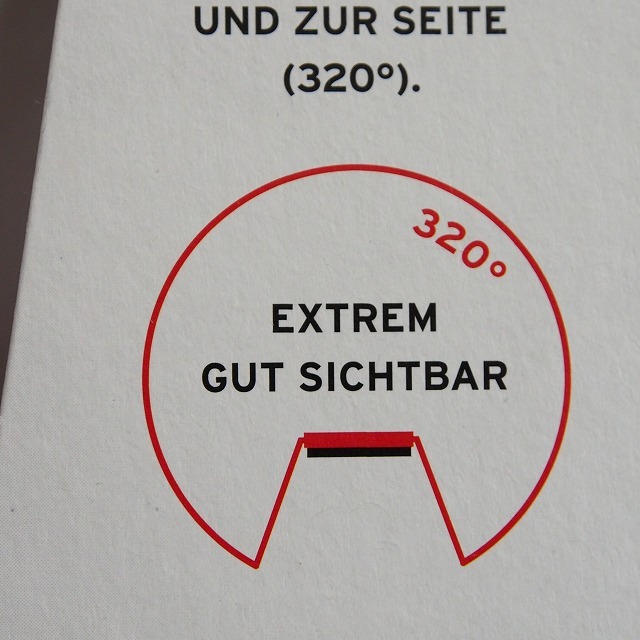 UND ZUR SEITE
(320°).
320°
EXTREM
GUT SICHTBAR